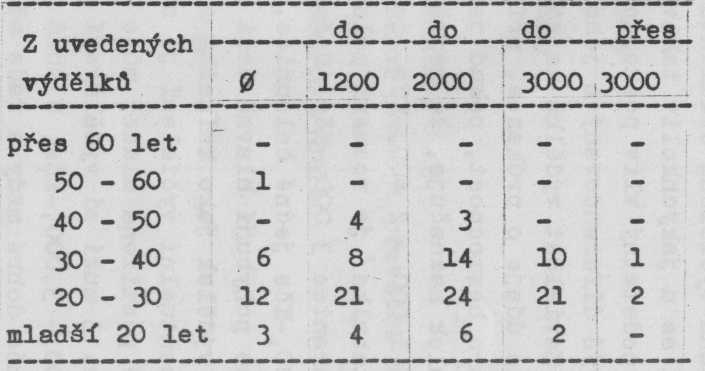 Z uvedených do do do přes
výdělků Ø 1200 2000 3000 3000
přes 60 let - - - - -
50 - 60 1 - - - -
40 - 50 - 4 3 - -
30 - 40 6 8 14 10 1
20 - 30 12 21 24 21 2
mladší 20 let 3 4 6 2 -